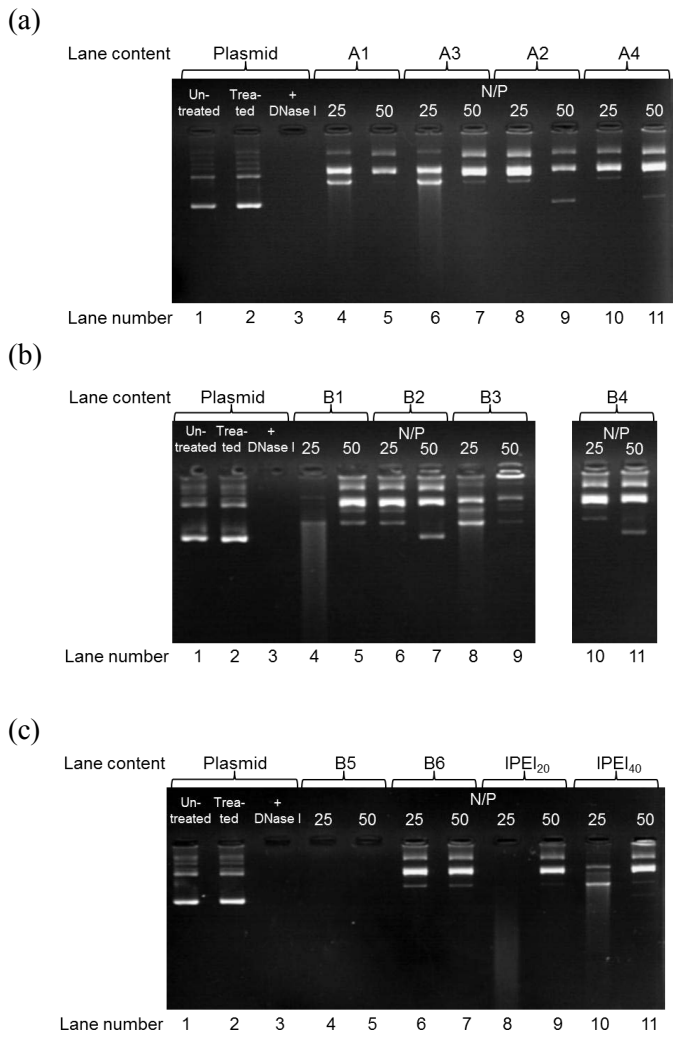 (a)
Lane content Plasmid A1 A3 A2 A4
N/P
Un- Trea- +
treated ted DNase I 25 50 25 50 25 50 25 50
Lane number 1 2 3 4 5 6 7 8 9 10 11
(b)
Lane content Plasmid B1 B2 B3 B4
Un- Trea- + N/P N/P
treated ted DNase I 25 50 25 50 25 50 25 50
Lane number 1 2 3 4 5 6 7 8 9 10 11
(c)
Lane content Plasmid B5 B6 lPEI20 lPEI40
Un- Trea- + N/P
treated ted DNase I 25 50 25 50 25 50 25 50
Lane number 1 2 3 4 5 6 7 8 9 10 11